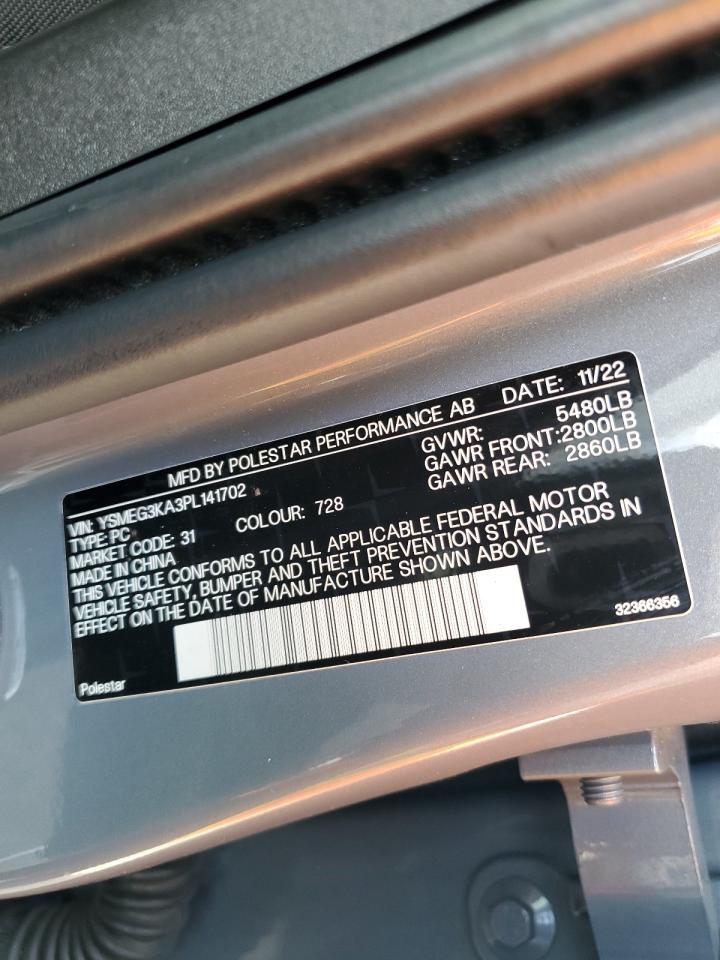 MFD BY POLESTAR PERFORMANCE AB DATE: 11/22
VIN: YSMEG3KA3PL141702 GVWR: 5480LB
TYPE: PC GAWR FRONT:2800LB
MARKET CODE: 31 COLOUR: 728 GAWR REAR: 2860LB
MADE IN CHINA
THIS VEHICLE CONFORMS TO ALL APPLICABLE FEDERAL MOTOR
VEHICLE SAFETY, BUMPER AND THEFT PREVENTION STANDARDS IN
EFFECT ON THE DATE OF MANUFACTURE SHOWN ABOVE.
Polestar 32366356